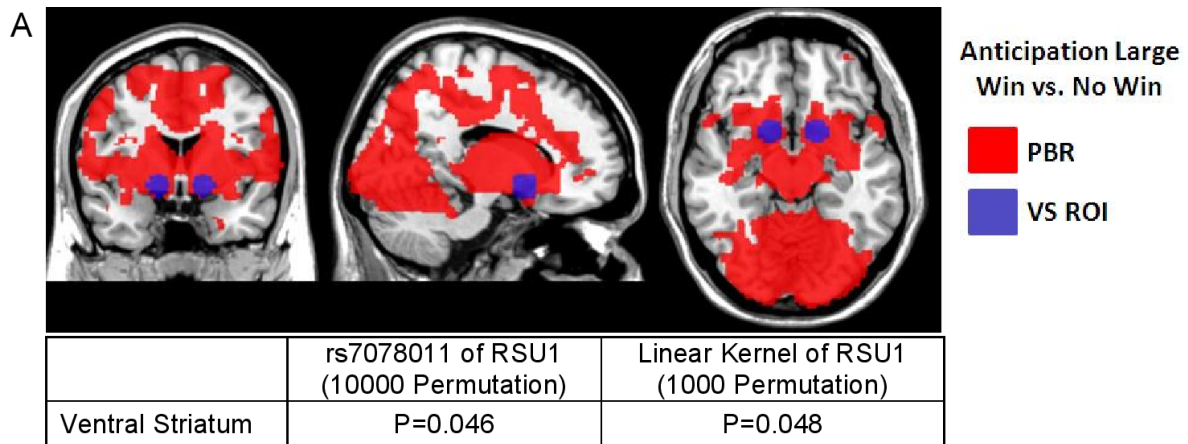 A
Anticipation Large
Win vs. No Win
PBR
VS ROI
rs7078011 of RSU1
(10000 Permutation)
Linear Kernel of RSU1
(1000 Permutation)
Ventral Striatum
P=0.046
P=0.048